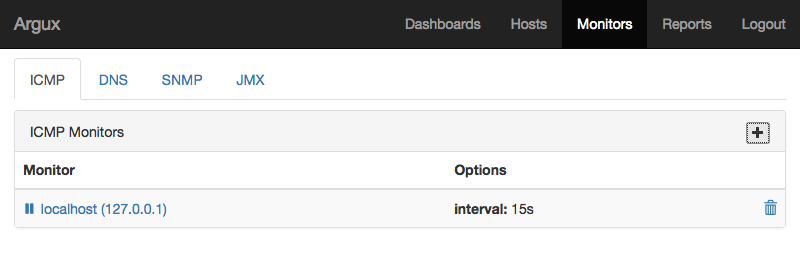 Argux Dashboards Hosts Monitors Reports Logout
ICMP DNS SNMP JMX
ICMP Monitors
Monitor Options
localhost (127.0.0.1) interval: 15s